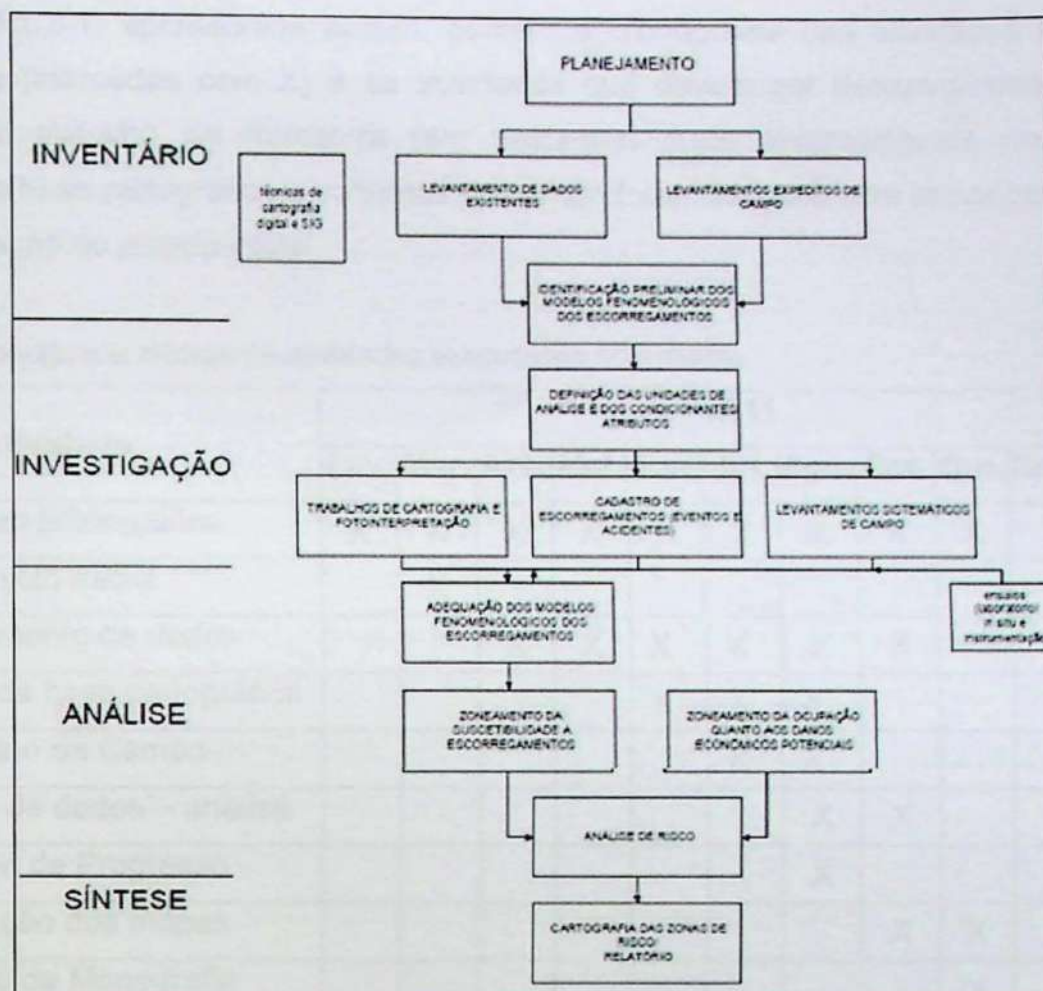 PLANEJAMENTO
INVENTÁRIO
técnicas de
cartografia
digital e SIG
LEVANTAMENTO DE DADOS
EXISTENTES
LEVANTAMENTOS EXPEDITOS DE
CAMPO
IDENTIFICAÇÃO PRELIMINAR DOS
MODELOS FENOMENOLÓGICOS
DOS ESCORREGAMENTOS
DEFINIÇÃO DAS UNIDADES DE
ANÁLISE E DOS CONDICIONANTES/
ATRIBUTOS
INVESTIGAÇÃO
TRABALHOS DE CARTOGRAFIA E
FOTOINTERPRETAÇÃO
CADASTRO DE
ESCORREGAMENTOS (EVENTOS E
ACIDENTES)
LEVANTAMENTOS SISTEMÁTICOS
DE CAMPO
ensaios
(laboratório/
in situ e
instrumentação
ADEQUAÇÃO DOS MODELOS
FENOMENOLÓGICOS DOS
ESCORREGAMENTOS
ANÁLISE
ZONEAMENTO DA
SUSCETIBILIDADE A
ESCORREGAMENTOS
ZONEAMENTO DA OCUPAÇÃO
QUANTO AOS DANOS
ECONÔMICOS POTENCIAIS
ANÁLISE DE RISCO
SÍNTESE
CARTOGRAFIA DAS ZONAS DE
RISCO/
RELATÓRIO